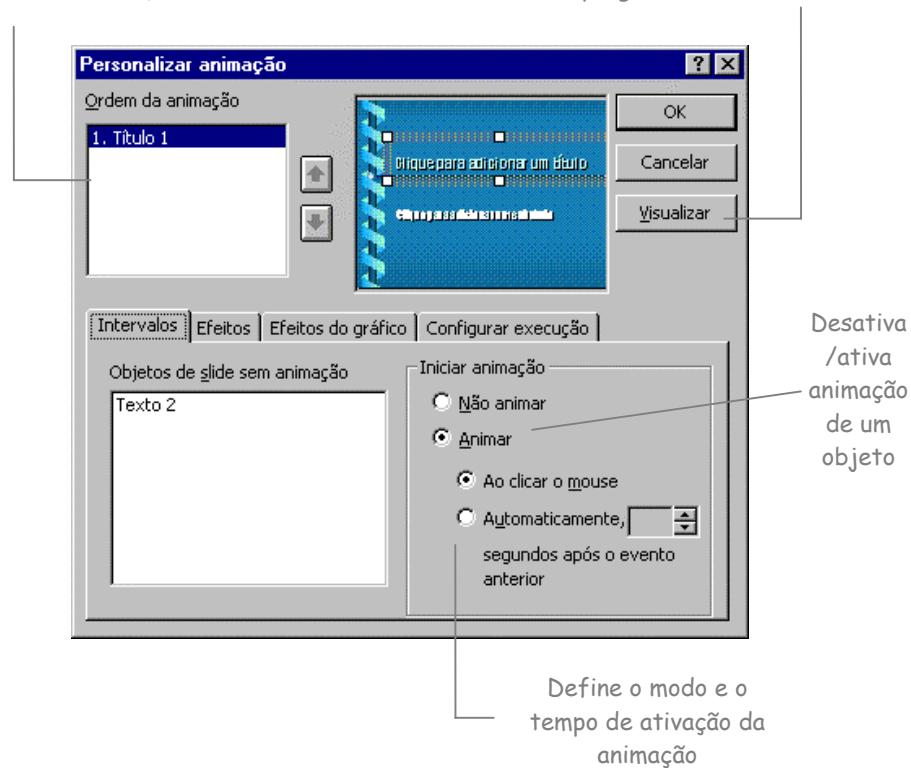 Personalizar animação
Ordem da animação
1. Título 1
Clique para adicionar um título
OK
Cancelar
Visualizar
Intervalos
Efeitos
Efeitos do gráfico
Configurar execução
Objetos de slide sem animação
Texto 2
Iniciar animação
Não animar
Animar
Ao clicar o mouse
Automaticamente,
segundos após o evento
anterior
Desativa
/ativa
animação
de um
objeto
Define o modo e o
tempo de ativação da
animação